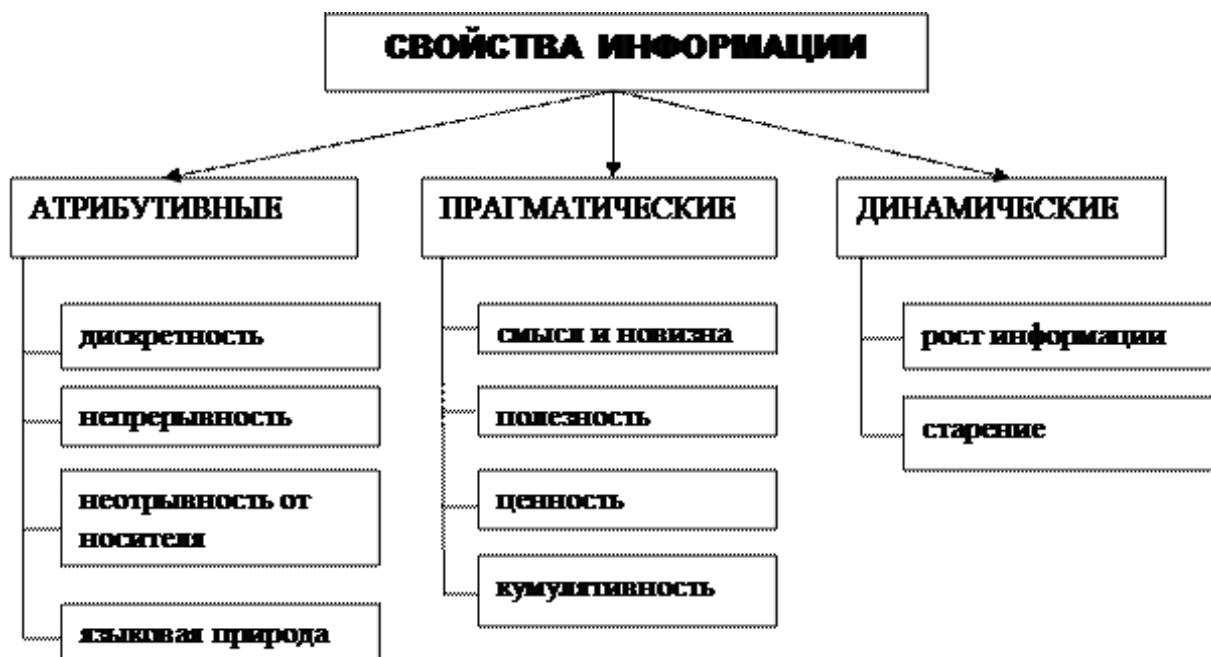 СВОЙСТВА ИНФОРМАЦИИ
АТРИБУТИВНЫЕ
дискретность
непрерывность
неотрывность от
носителя
языковая природа
ПРАГМАТИЧЕСКИЕ
смысл и новизна
полезность
ценность
кумулятивность
ДИНАМИЧЕСКИЕ
рост информации
старение